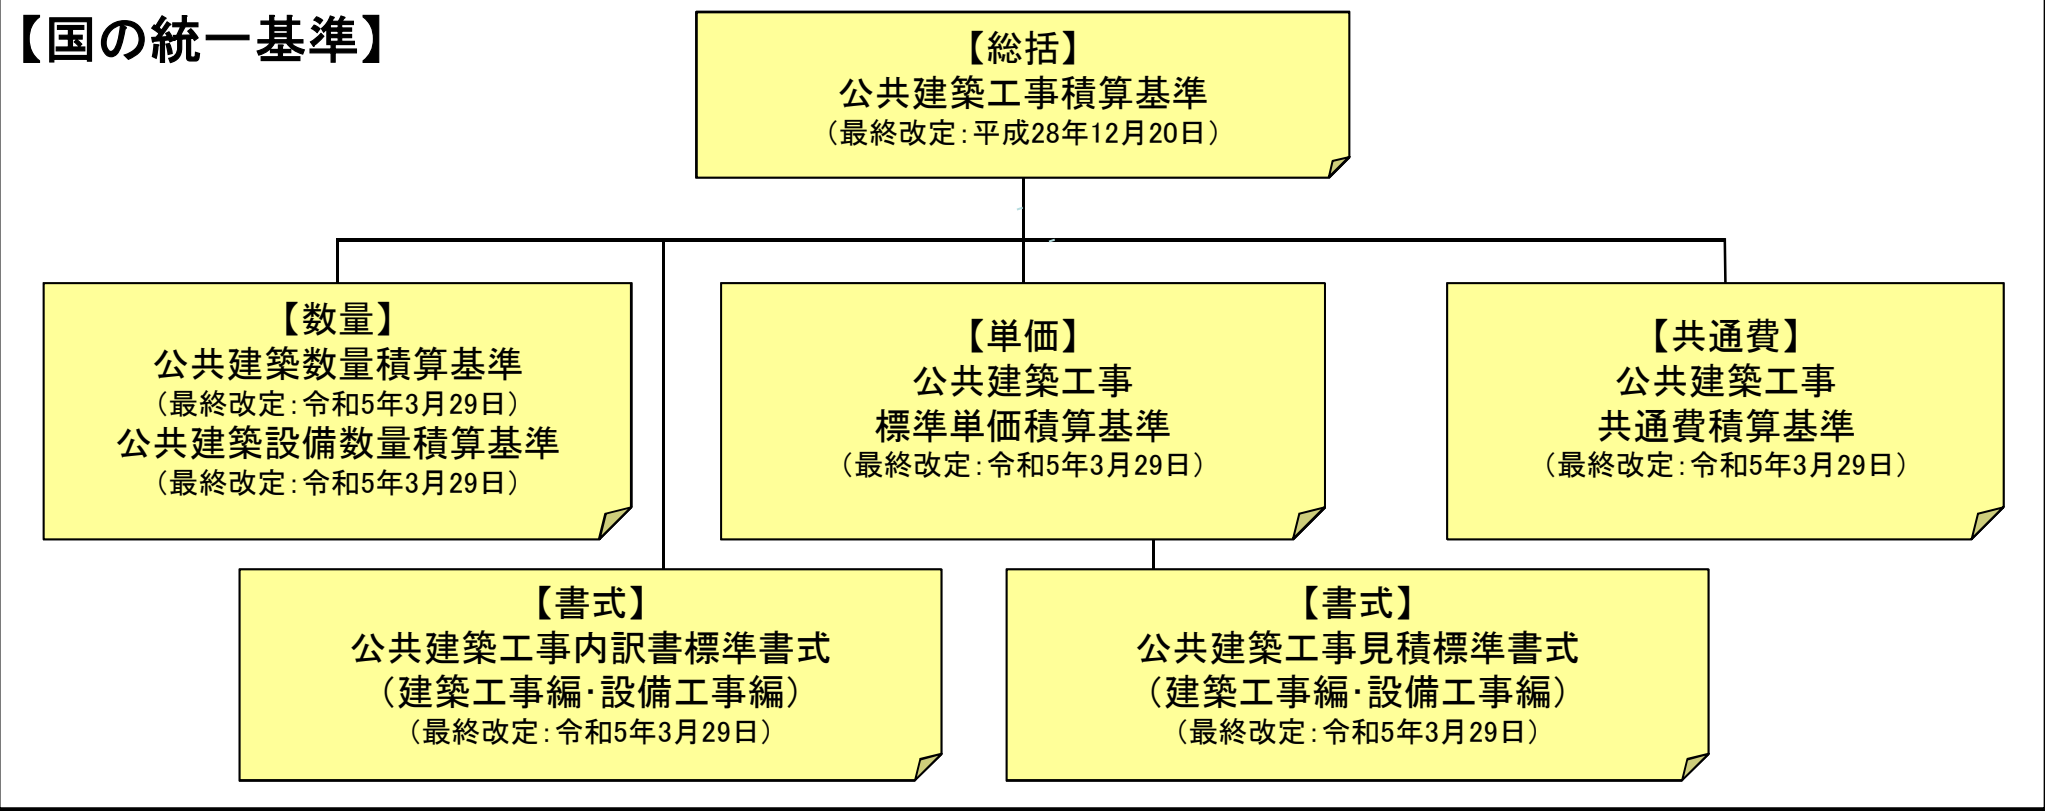 【国の統一基準】
【総括】
公共建築工事積算基準
（最終改定：平成28年12月20日）
【数量】
公共建築数量積算基準
（最終改定：令和5年3月29日）
公共建築設備数量積算基準
（最終改定：令和5年3月29日）
【単価】
公共建築工事
標準単価積算基準
（最終改定：令和5年3月29日）
【共通費】
公共建築工事
共通費積算基準
（最終改定：令和5年3月29日）
【書式】
公共建築工事内訳書標準書式
（建築工事編・設備工事編）
（最終改定：令和5年3月29日）
【書式】
公共建築工事見積標準書式
（建築工事編・設備工事編）
（最終改定：令和5年3月29日）